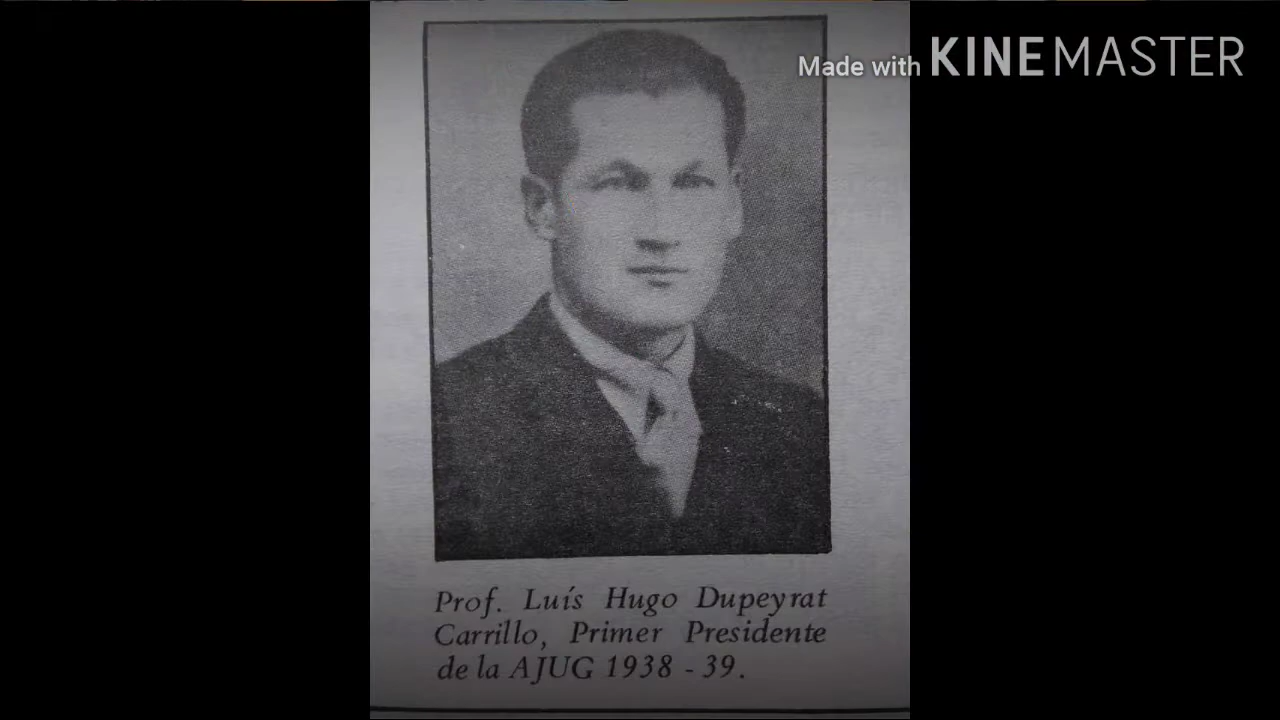 Made with KINEMASTER
Prof. Luís Hugo Dupeyrat
Carrillo, Primer Presidente
de la AJUG 1938 - 39.